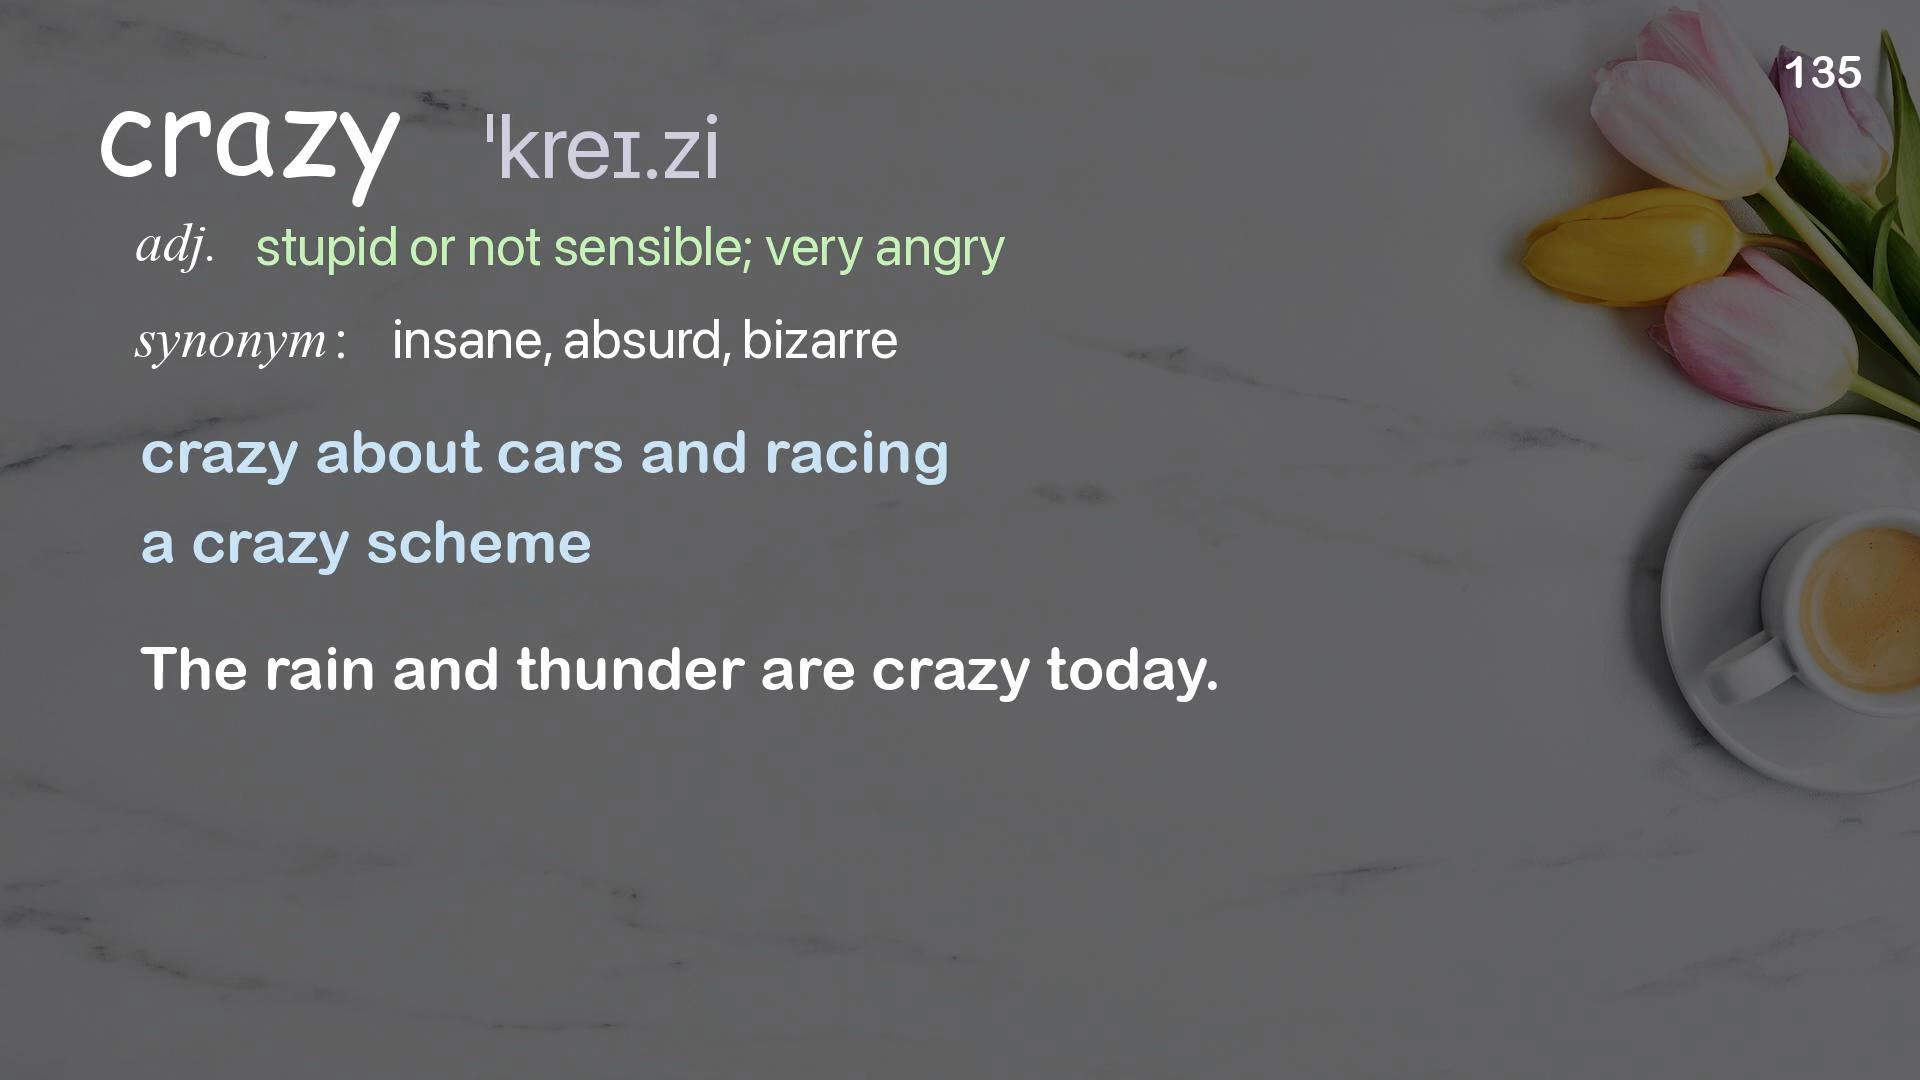 135
crazy ˈkreɪ.zi
adj. stupid or not sensible; very angry
synonym: insane, absurd, bizarre
crazy about cars and racing
a crazy scheme
The rain and thunder are crazy today.